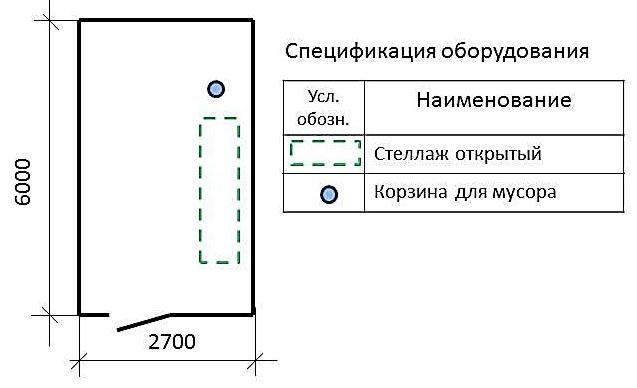 Спецификация оборудования
Усл.
обозн.
Наименование
Стеллаж открытый
Корзина для мусора
6000
2700